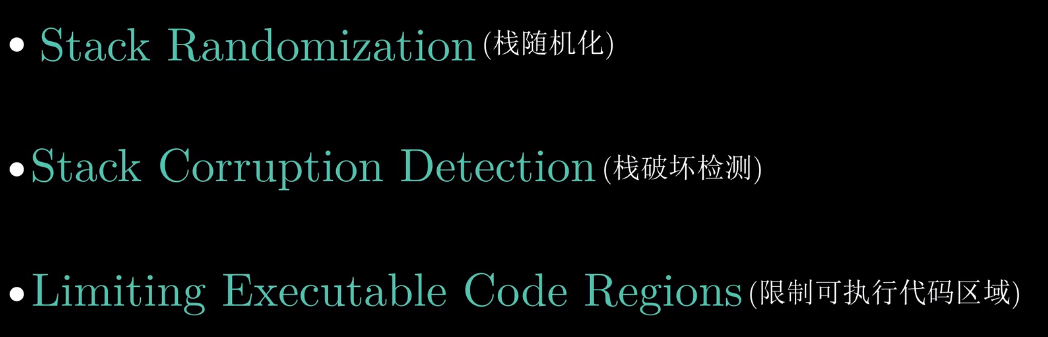 • Stack Randomization (栈随机化)
• Stack Corruption Detection (栈破坏检测)
• Limiting Executable Code Regions (限制可执行代码区域)